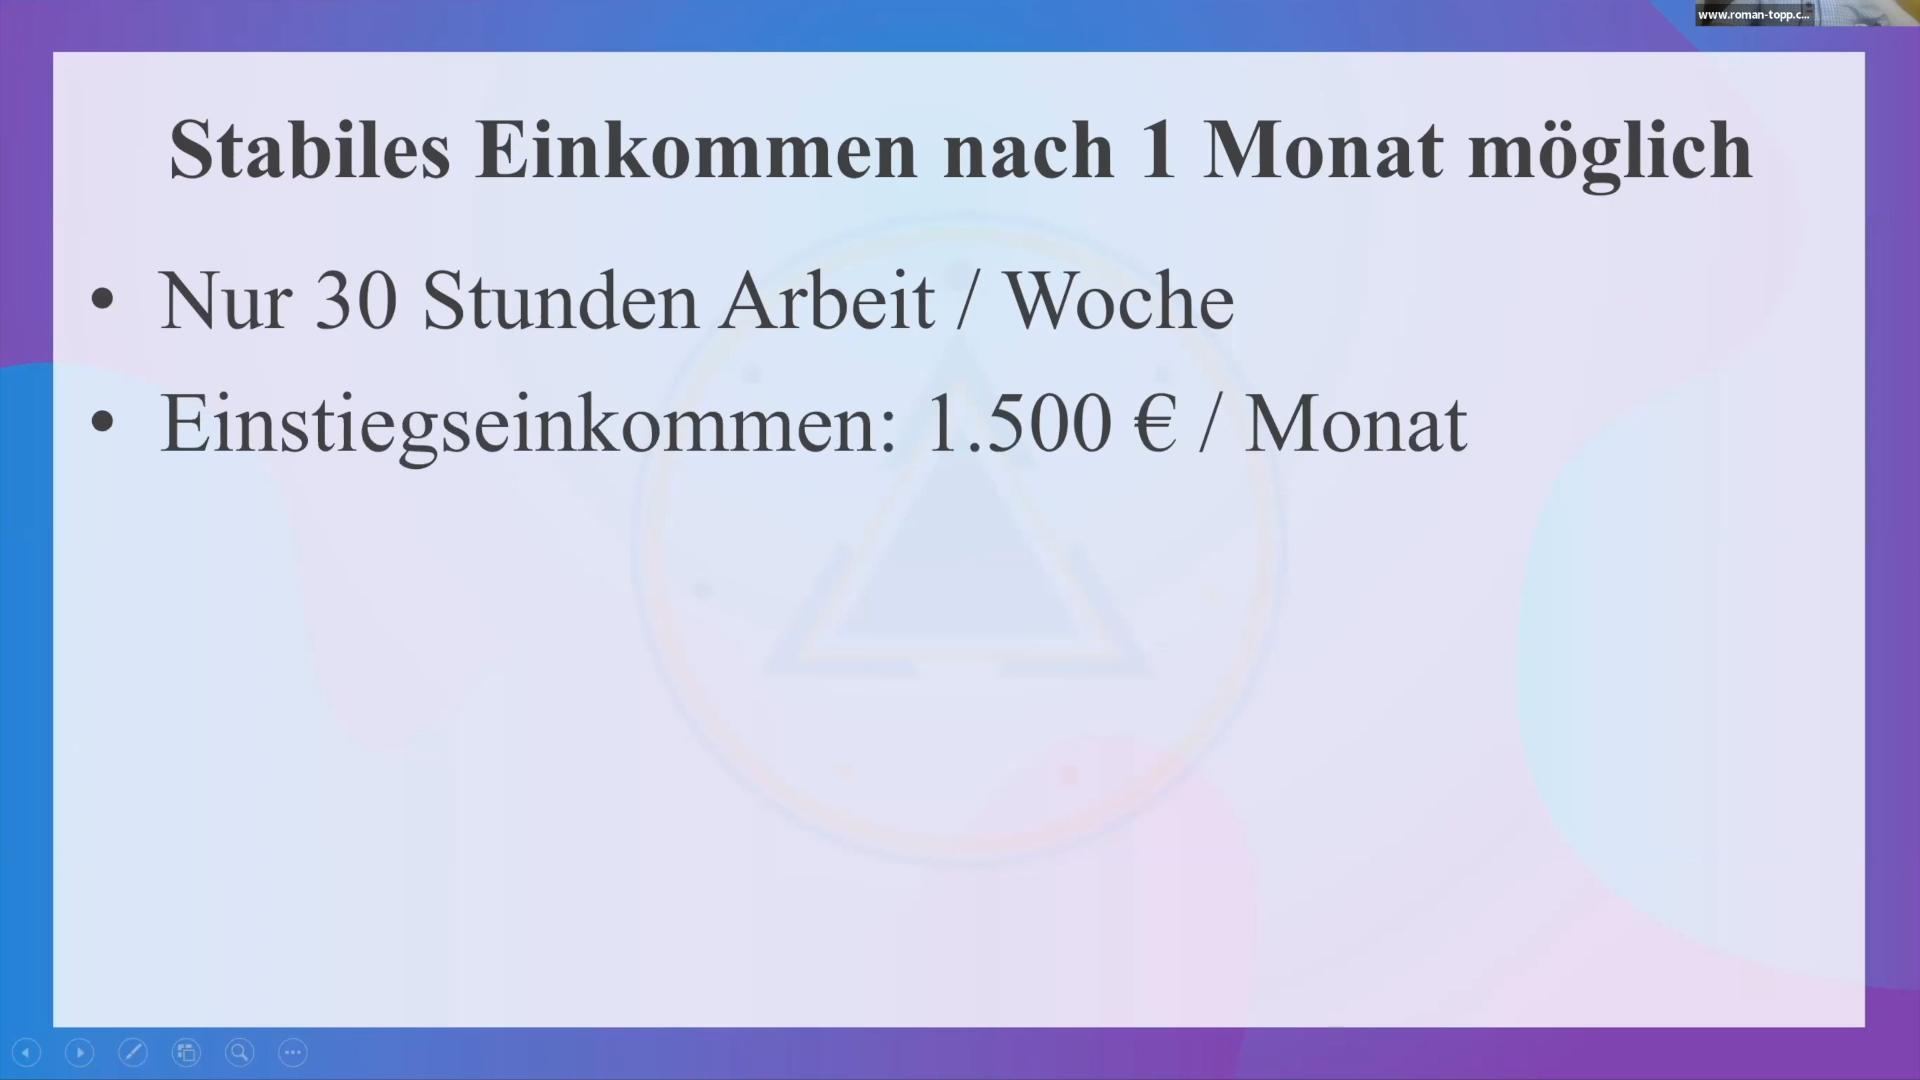 www.roman-topp.c...
Stabiles Einkommen nach 1 Monat möglich
• Nur 30 Stunden Arbeit / Woche
• Einstiegseinkommen: 1.500 € / Monat